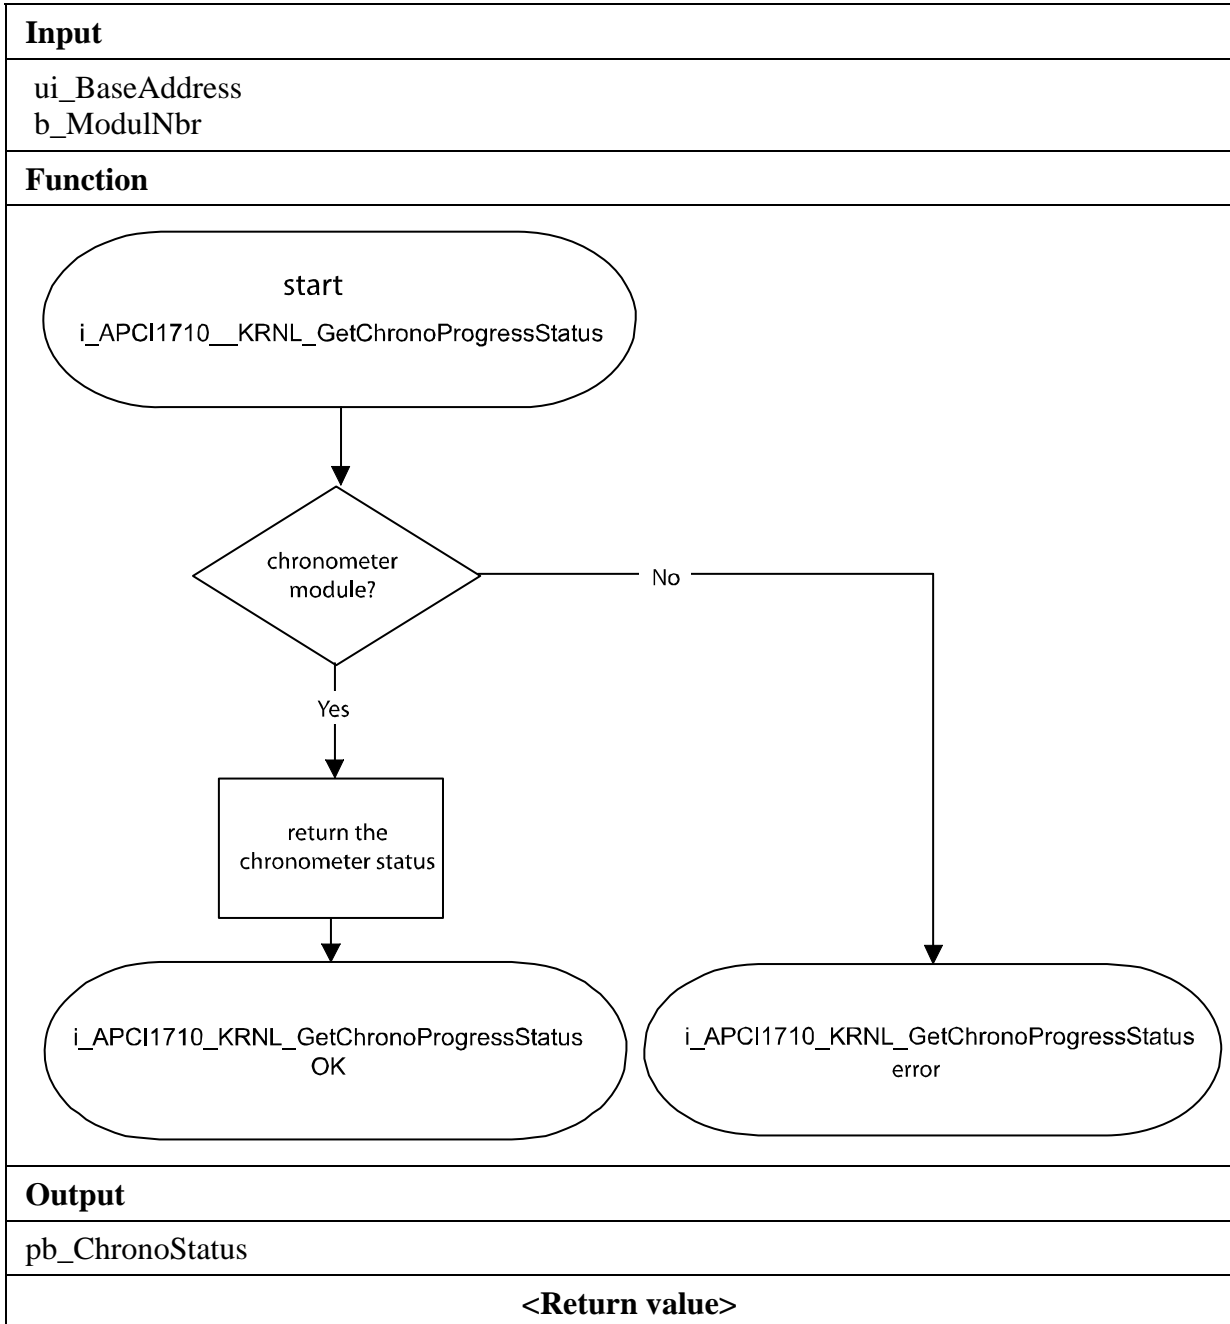 Input
ui_BaseAddress
b_ModulNbr
Function
start
i_APCI1710__KRNL_GetChronoProgressStatus
chronometer
module?
No
Yes
return the
chronometer status
i_APCI1710_KRNL_GetChronoProgressStatus
OK
i_APCI1710_KRNL_GetChronoProgressStatus
error
Output
pb_ChronoStatus
<Return value>